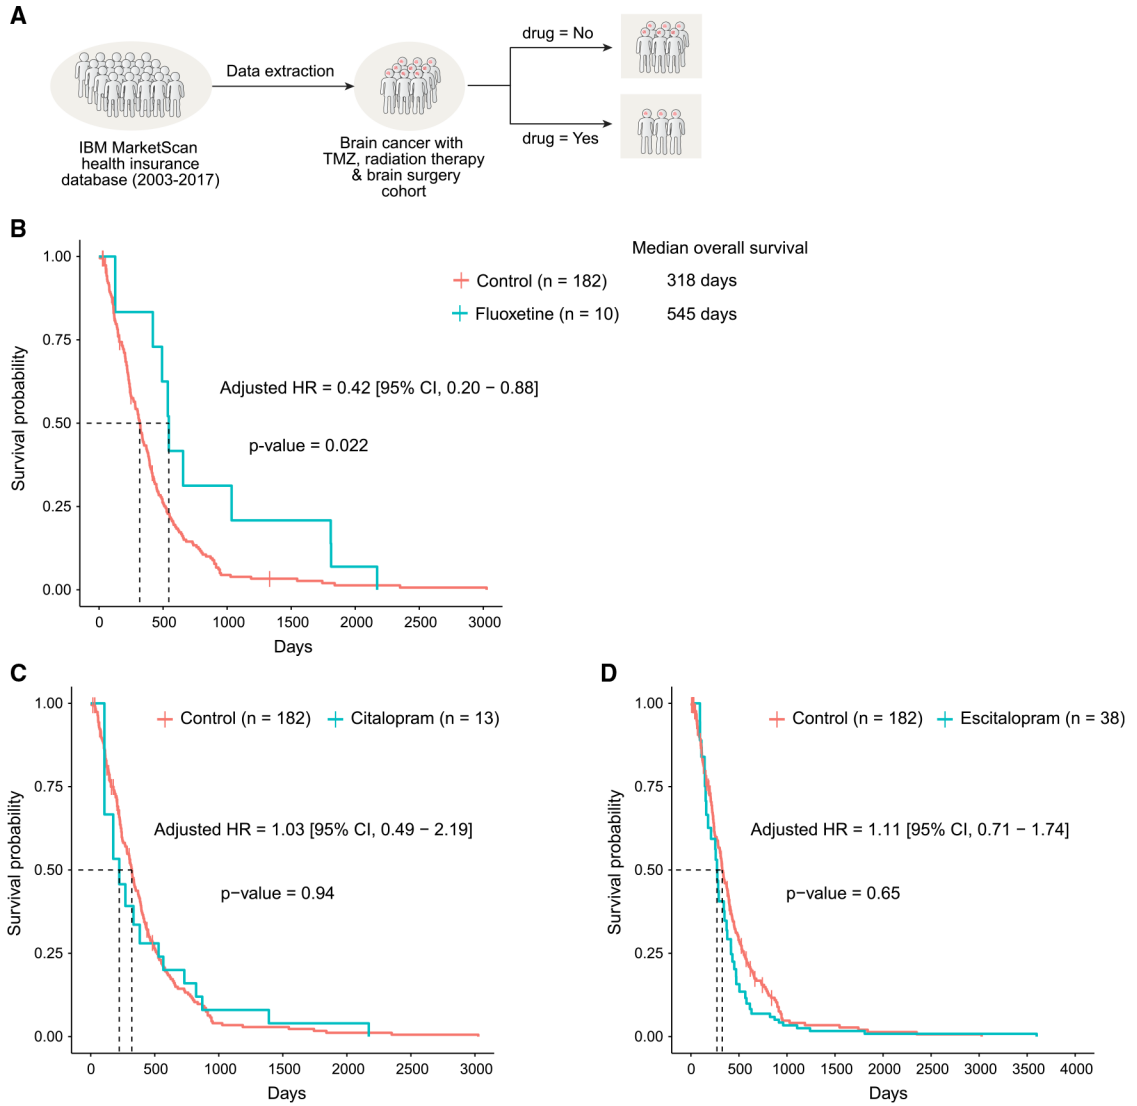 A
drug = No
Data extraction
drug = Yes
IBM MarketScan
health insurance
database (2003-2017)
Brain cancer with
TMZ, radiation therapy
& brain surgery
cohort
B
Median overall survival
Control (n = 182) 318 days
Fluoxetine (n = 10) 545 days
Adjusted HR = 0.42 [95% CI, 0.20 − 0.88]
p-value = 0.022
Survival probability
1.00
0.75
0.50
0.25
0.00
0 500 1000 1500 2000 2500 3000
Days
C
Control (n = 182) Citalopram (n = 13)
Adjusted HR = 1.03 [95% CI, 0.49 − 2.19]
p−value = 0.94
Survival probability
1.00
0.75
0.50
0.25
0.00
0 500 1000 1500 2000 2500 3000
Days
D
Control (n = 182) Escitalopram (n = 38)
Adjusted HR = 1.11 [95% CI, 0.71 − 1.74]
p−value = 0.65
Survival probability
1.00
0.75
0.50
0.25
0.00
0 500 1000 1500 2000 2500 3000 3500 4000
Days